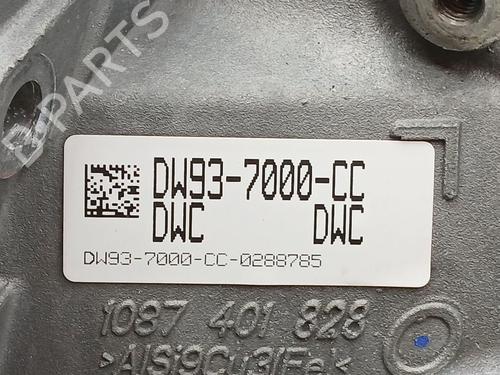 B-PARTS
DW93-7000-CC
DWC DWC
DW93-7000-CC-0288785
1087 401 828
>AlSi9Cu3(Fe)<